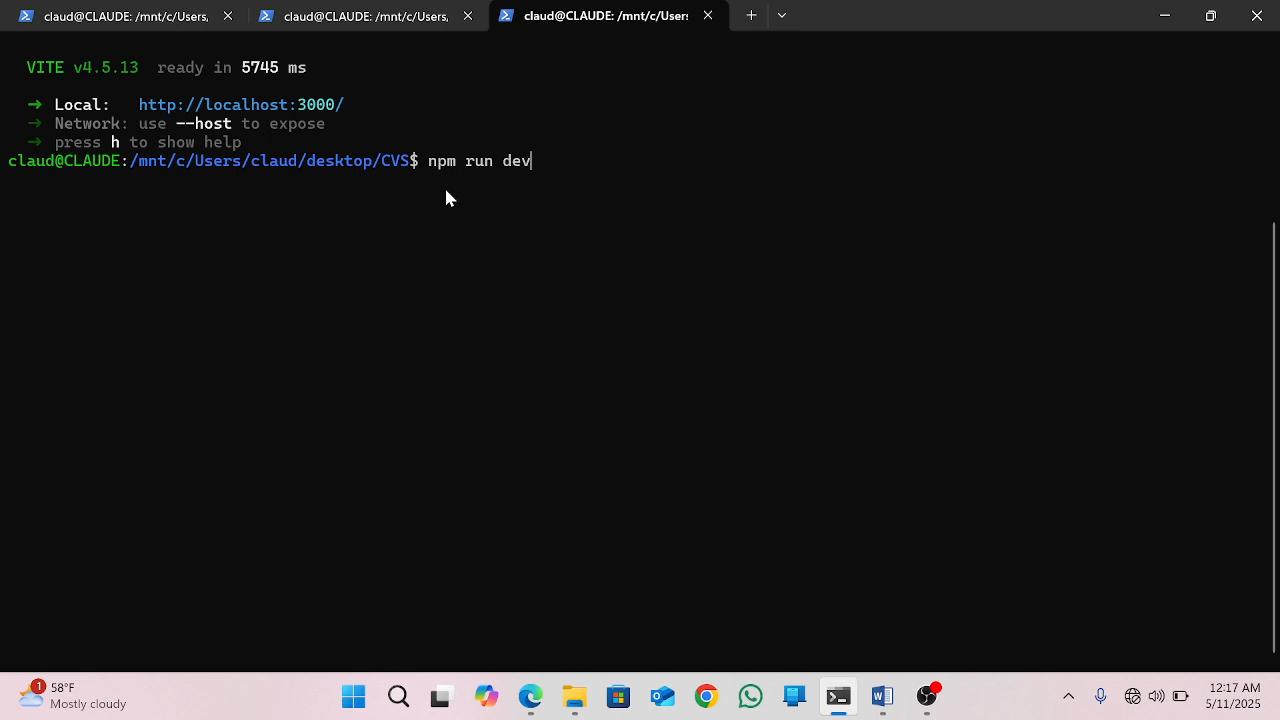 claud@CLAUDE: /mnt/c/Users, claud@CLAUDE: /mnt/c/Users, claud@CLAUDE: /mnt/c/Users
VITE v4.5.13 ready in 5745 ms
➜ Local: http://localhost:3000/
➜ Network: use --host to expose
➜ press h to show help
claud@CLAUDE:/mnt/c/Users/claud/desktop/CVS$ npm run dev
1
58°F
Mostly cloudy
12:17 AM
5/11/2025